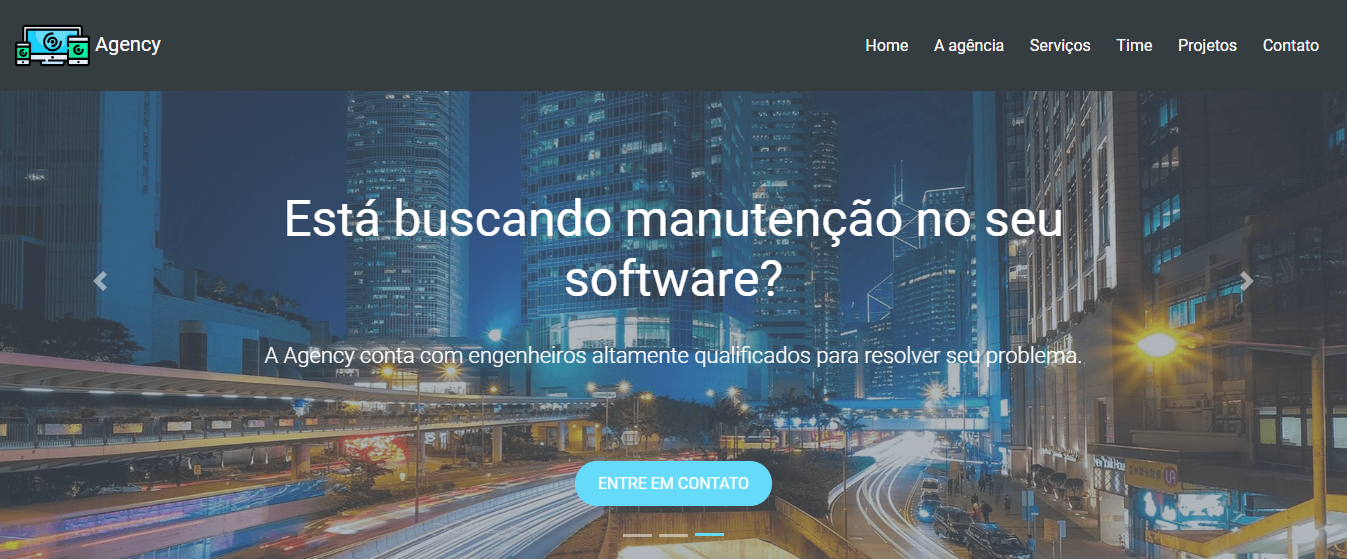 Agency
Home A agência Serviços Time Projetos Contato
Está buscando manutenção no seu
software?
A Agency conta com engenheiros altamente qualificados para resolver seu problema.
ENTRE EM CONTATO